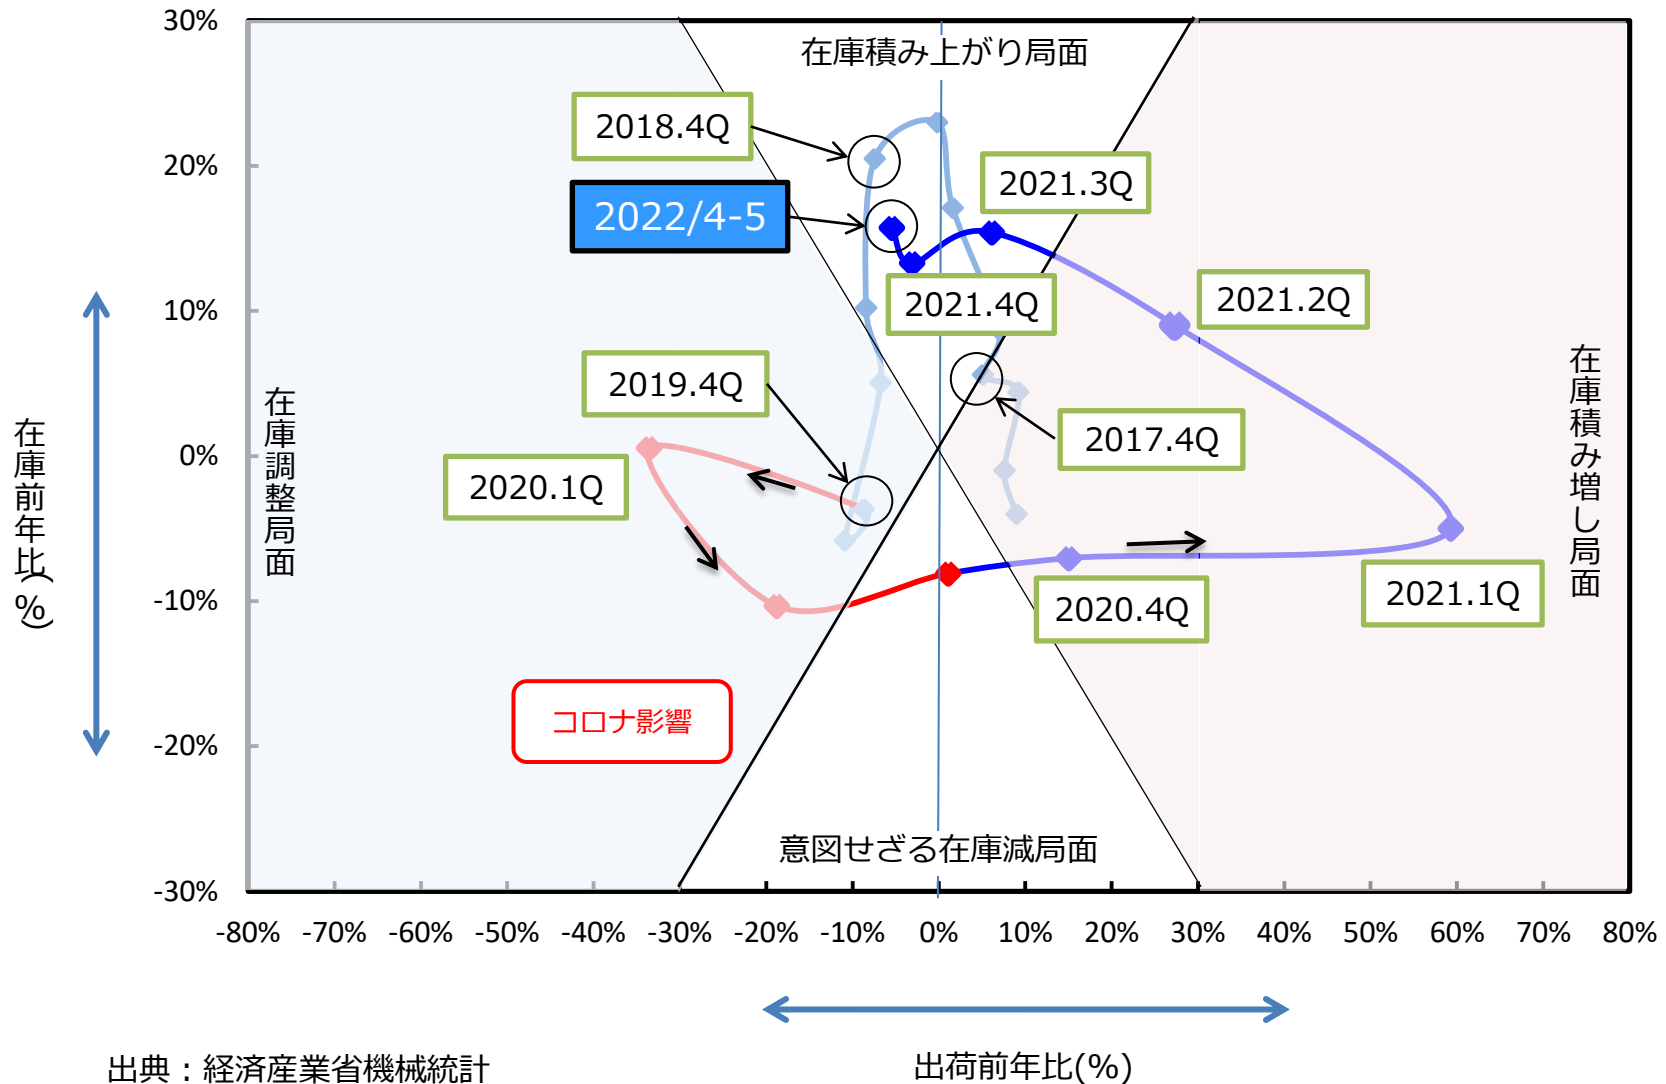 30%
20%
10%
0%
-10%
-20%
-30%
在庫積み上がり局面
2018.4Q
2022/4-5
2021.3Q
2021.4Q
2021.2Q
2019.4Q
2017.4Q
2020.1Q
2020.4Q
2021.1Q
コロナ影響
意図せざる在庫減局面
在庫調整局面
在庫積み増し局面
在庫前年比(%)
-80% -70% -60% -50% -40% -30% -20% -10% 0% 10% 20% 30% 40% 50% 60% 70% 80%
出荷前年比(%)
出典：経済産業省機械統計